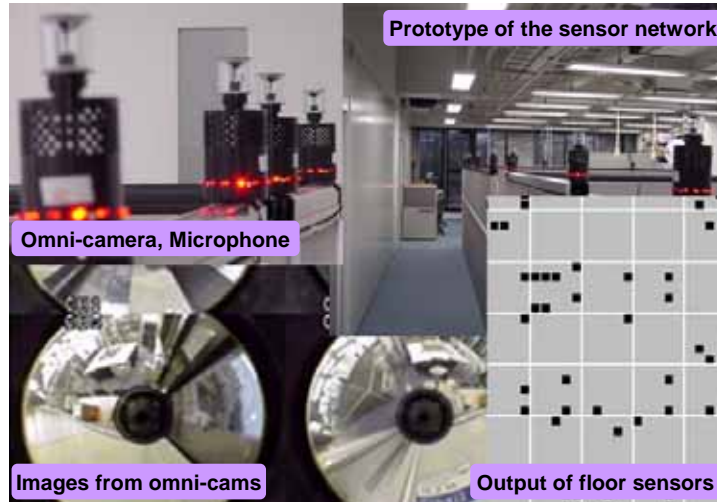 Prototype of the sensor network
Omni-camera, Microphone
Images from omni-cams
Output of floor sensors